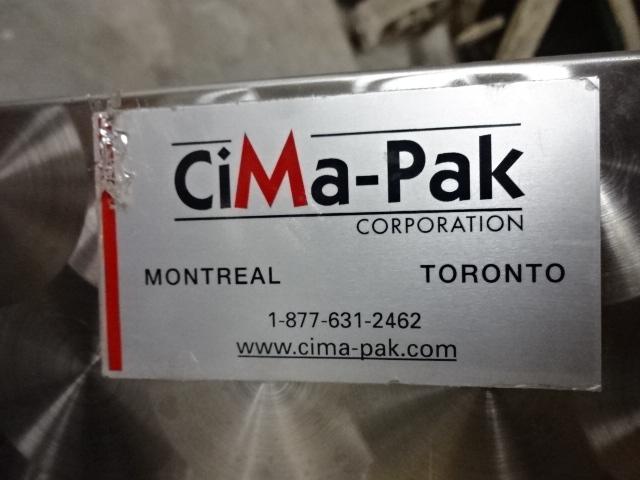 CiMa-Pak
CORPORATION
MONTREAL TORONTO
1-877-631-2462
www.cima-pak.com